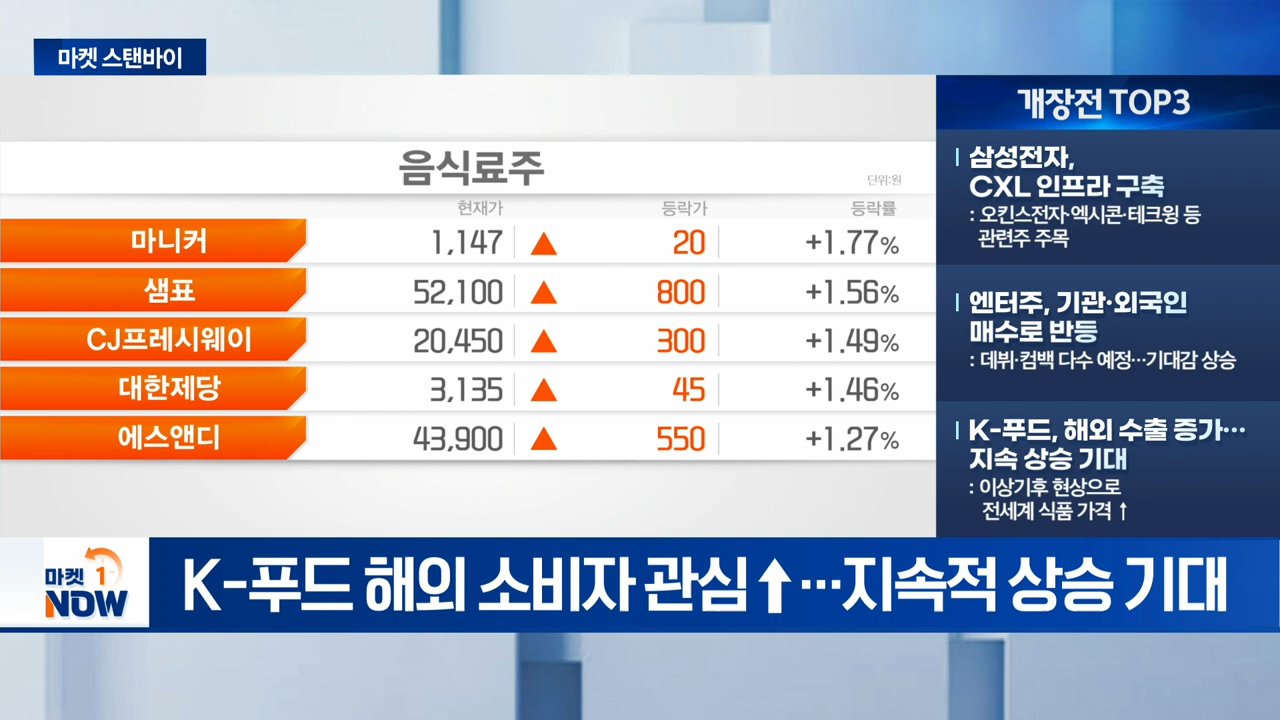 마켓 스탠바이
음식료주
단위:원
현재가 등락가 등락률
마니커 1,147 ▲ 20 +1.77%
샘표 52,100 ▲ 800 +1.56%
CJ프레시웨이 20,450 ▲ 300 +1.49%
대한제당 3,135 ▲ 45 +1.46%
에스앤디 43,900 ▲ 550 +1.27%
개장전 TOP3
삼성전자,
CXL 인프라 구축
: 오킨스전자·엑시콘·테크윙 등
관련주 주목
엔터주, 기관·외국인
매수로 반등
: 데뷔·컴백 다수 예정…기대감 상승
K-푸드, 해외 수출 증가…
지속 상승 기대
: 이상기후 현상으로
전세계 식품 가격 ↑
마켓 1
NOW
K-푸드 해외 소비자 관심↑…지속적 상승 기대